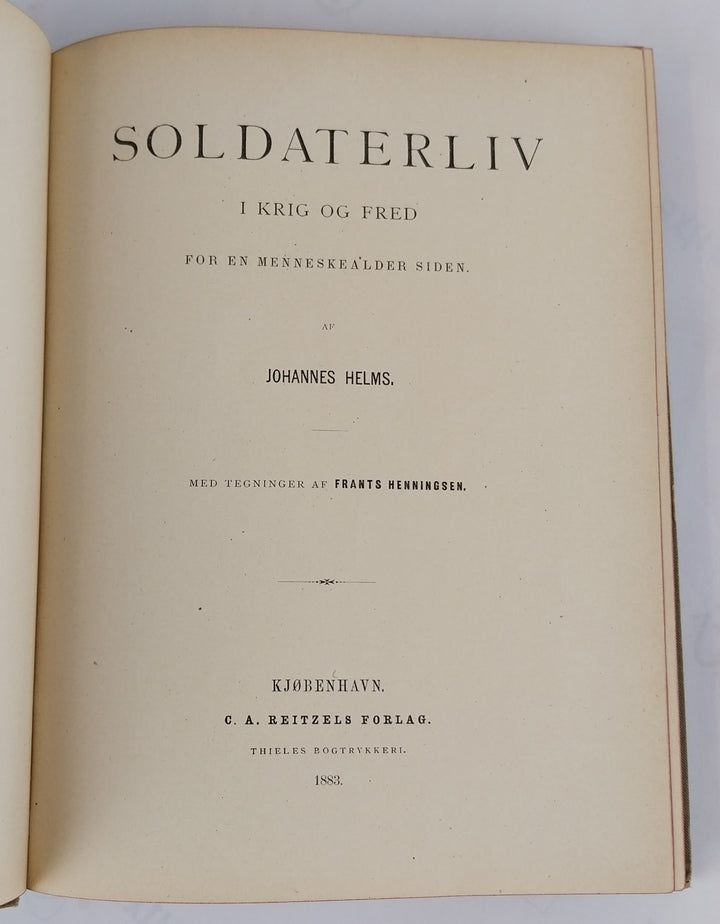 SOLDATERLIV
I KRIG OG FRED
FOR EN MENNESKEALDER SIDEN.
AF
JOHANNES HELMS.
MED TEGNINGER AF FRANTS HENNINGSEN.
KJØBENHAVN.
C. A. REITZELS FORLAG.
THIELES BOGTRYKKERI.
1883.